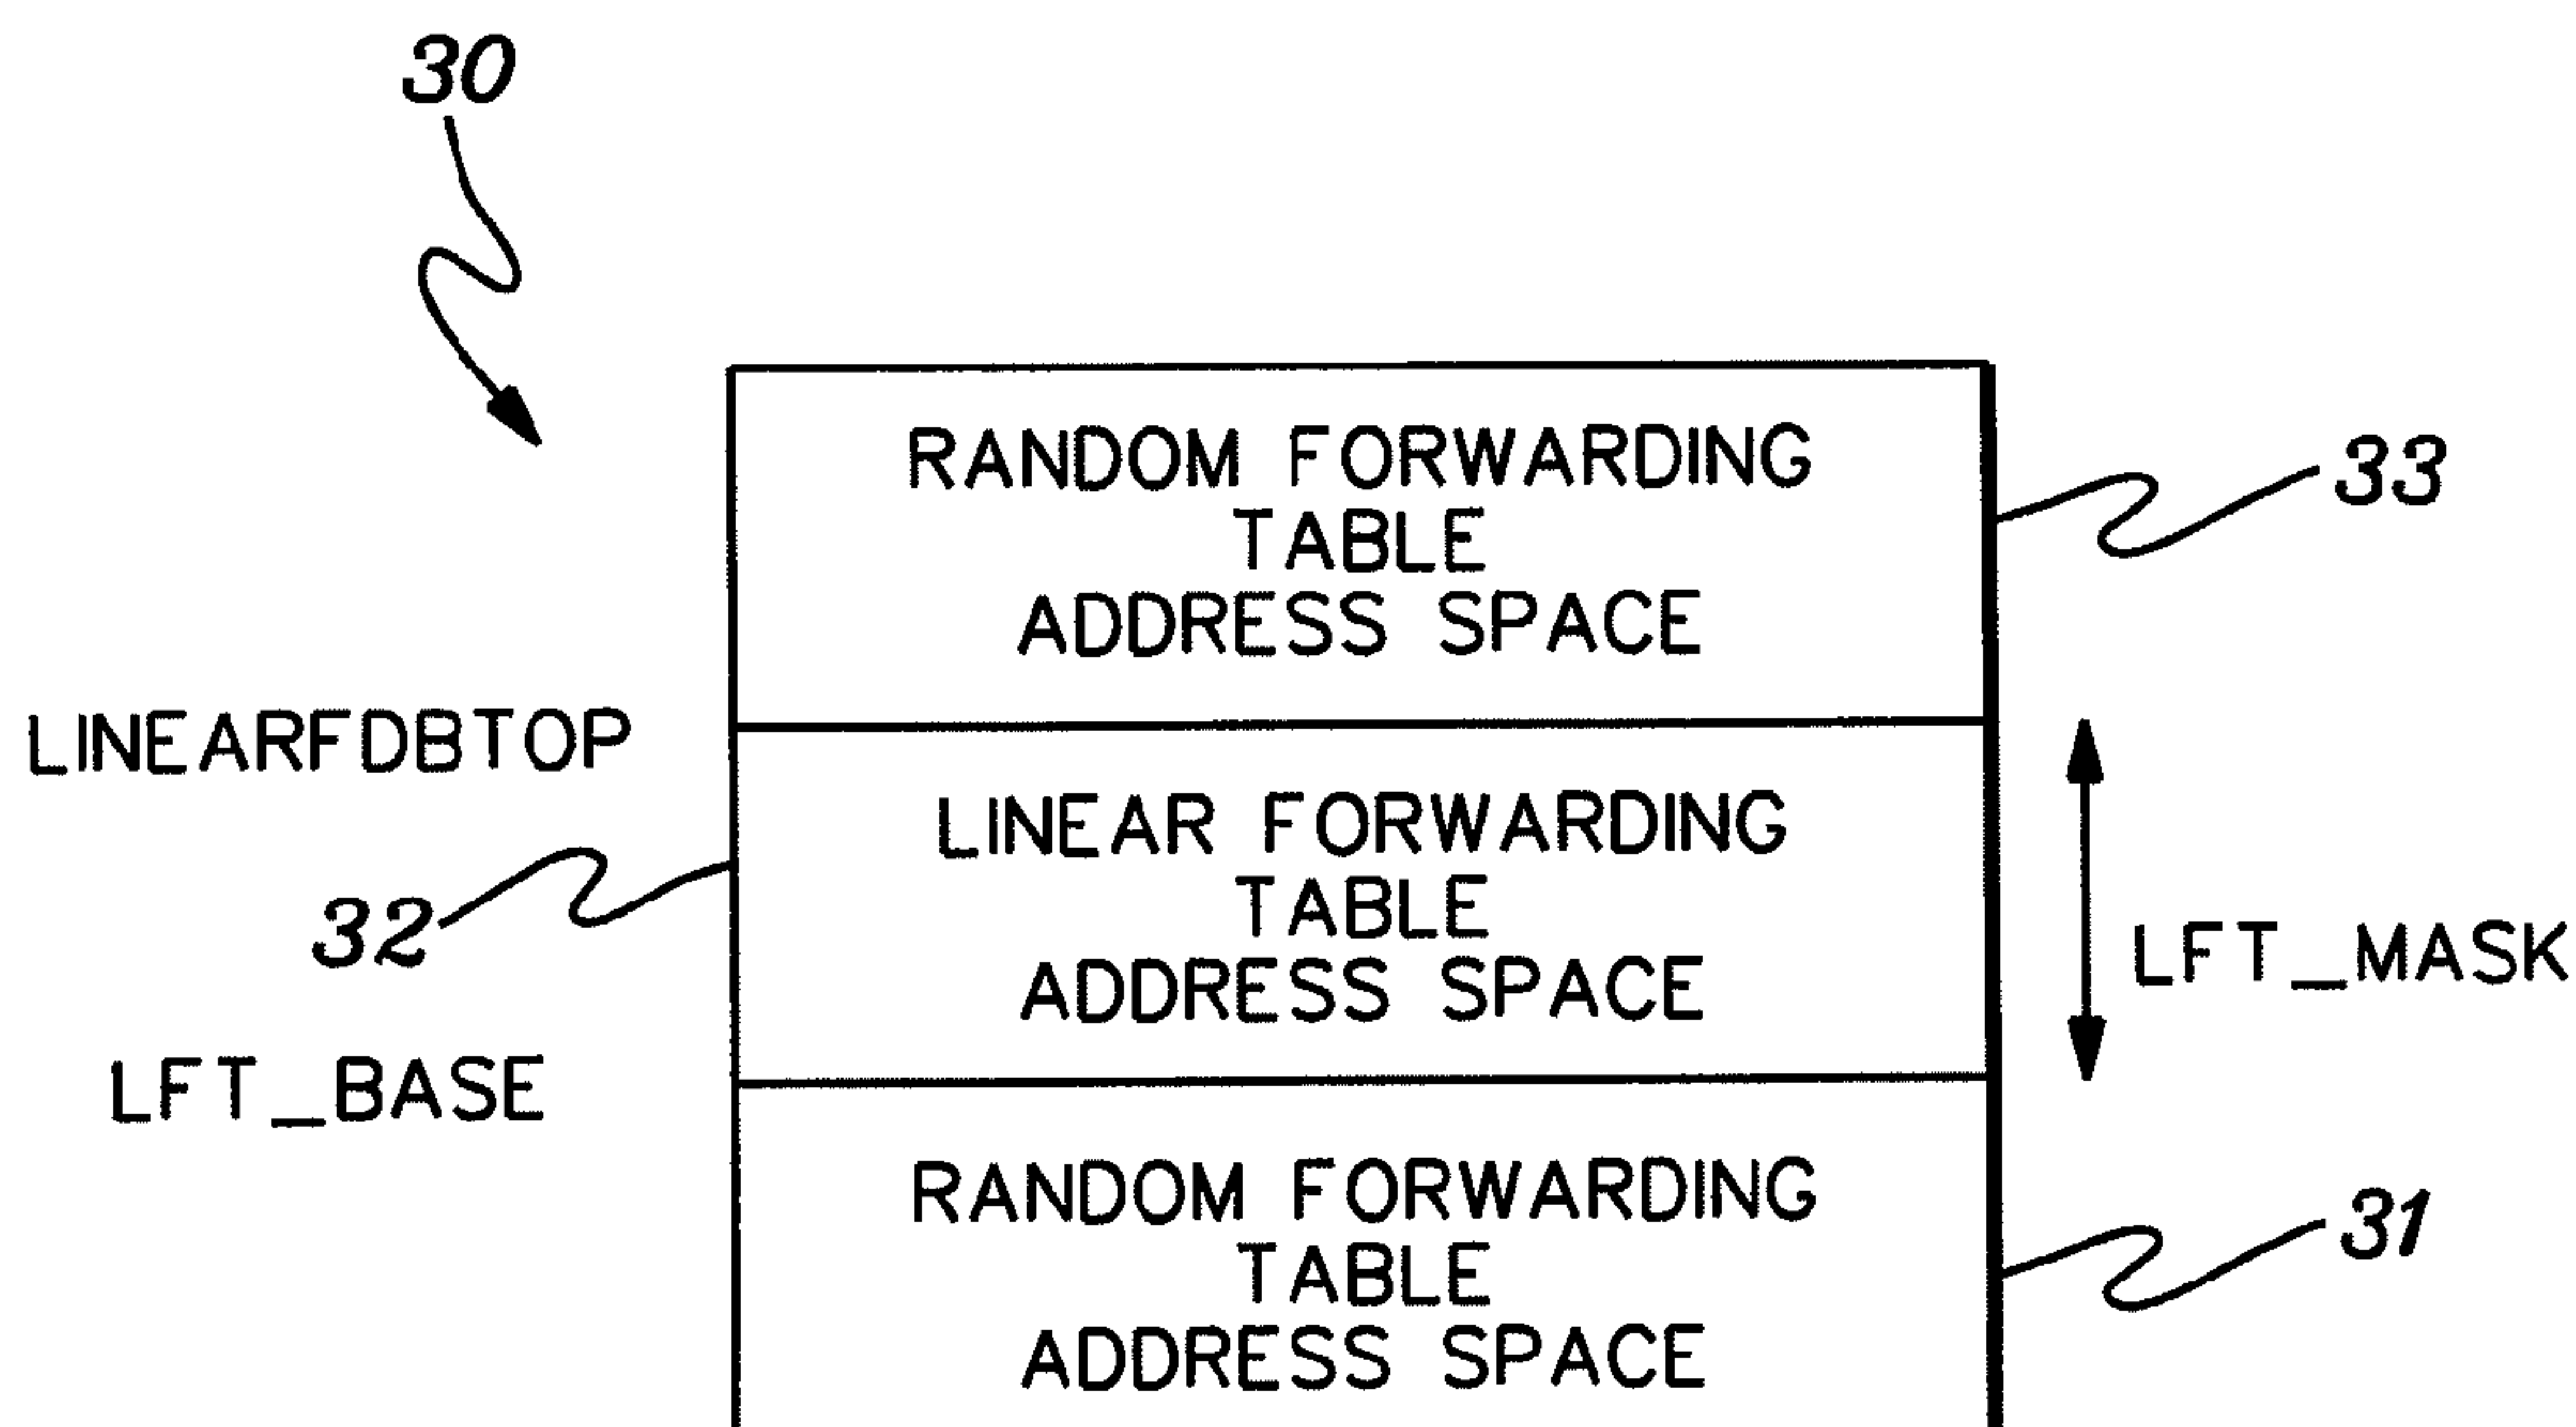 30
RANDOM FORWARDING
TABLE
ADDRESS SPACE
33
LINEARFDBTOP
LINEAR FORWARDING
TABLE
ADDRESS SPACE
32
LFT_MASK
LFT_BASE
RANDOM FORWARDING
TABLE
ADDRESS SPACE
31